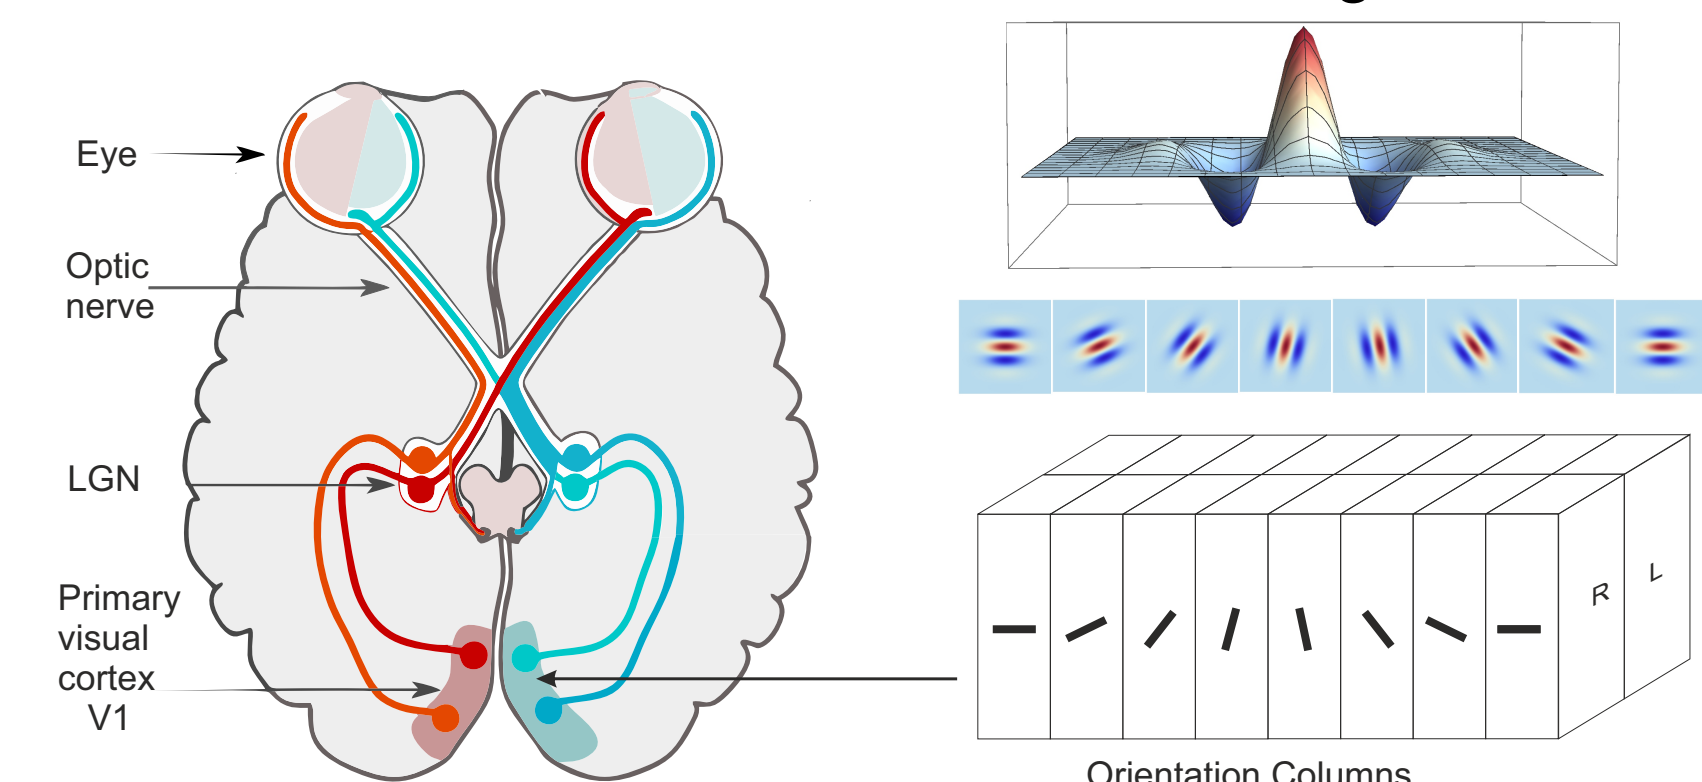 Eye
Optic
nerve
LGN
Primary
visual
cortex
V1
R
L
Orientation Columns